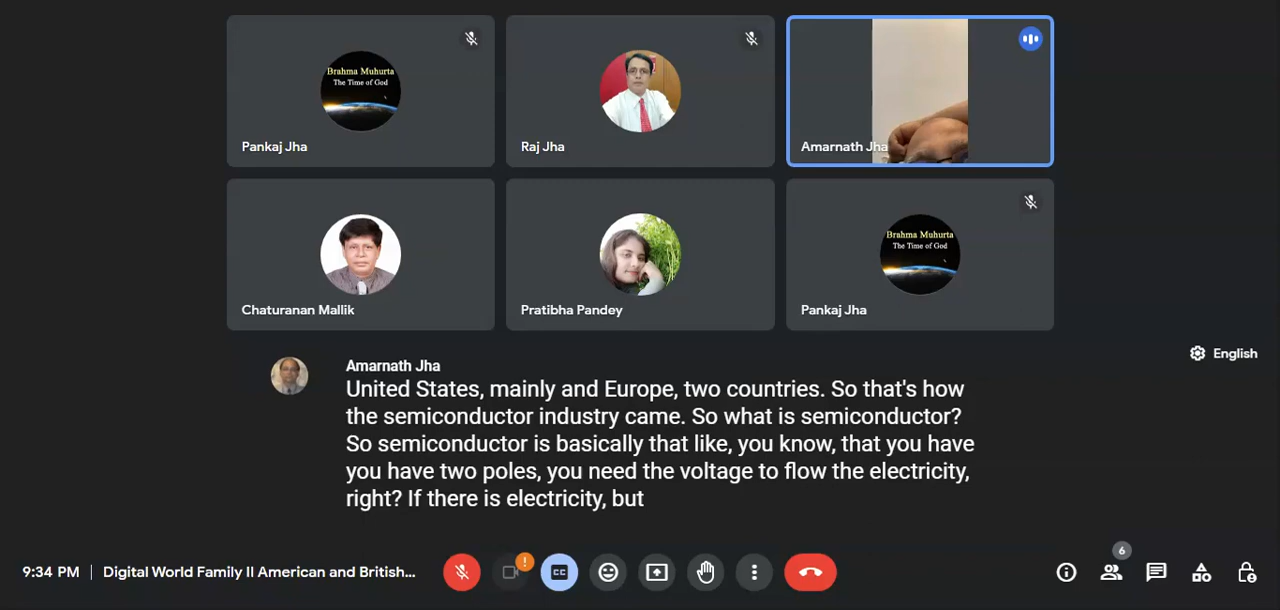 Brahma Muhurta
The Time of God
Pankaj Jha
Raj Jha
Amarnath Jha
Chaturanan Mallik
Pratibha Pandey
Brahma Muhurta
The Time of God
Pankaj Jha
English
Amarnath Jha
United States, mainly and Europe, two countries. So that's how
the semiconductor industry came. So what is semiconductor?
So semiconductor is basically that like, you know, that you have
you have two poles, you need the voltage to flow the electricity,
right? If there is electricity, but
6
9:34 PM | Digital World Family II American and British...